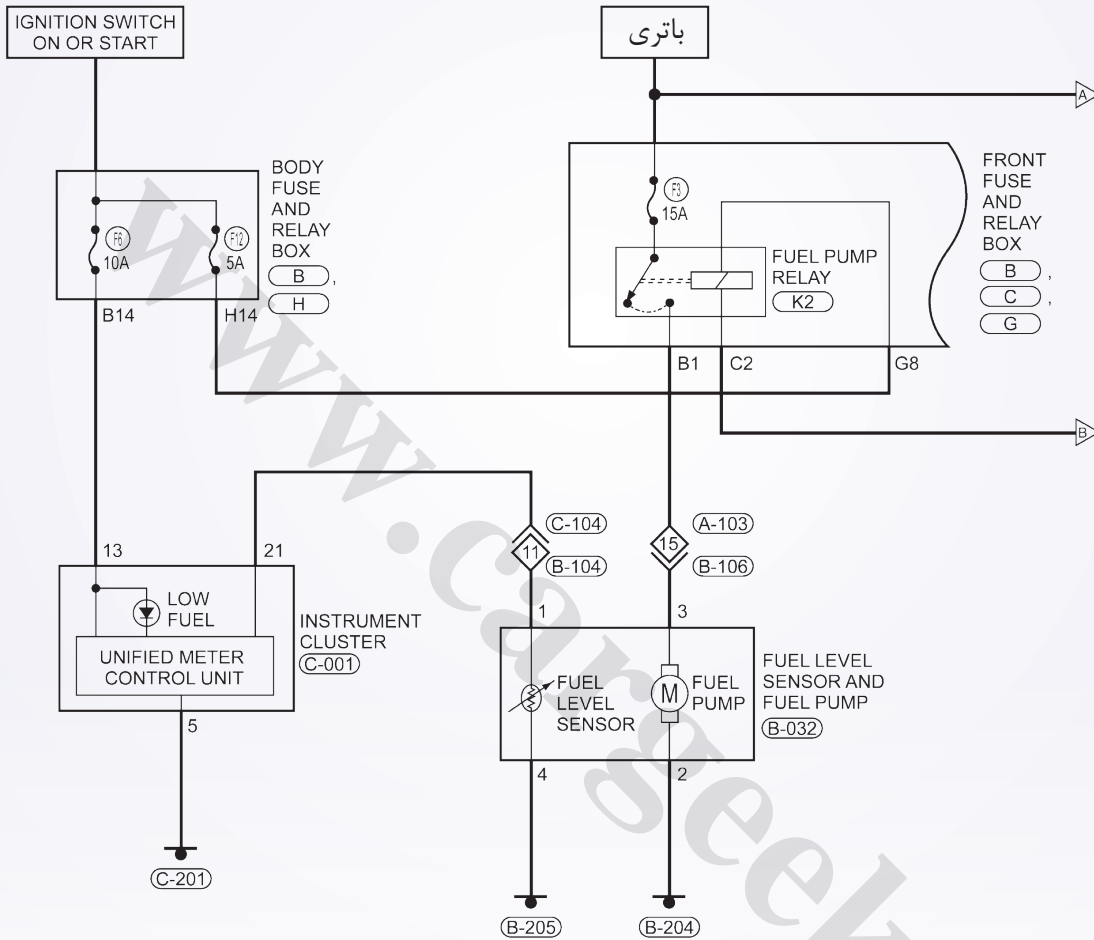 IGNITION SWITCH
ON OR START
باتری
A
BODY
FUSE
AND
RELAY
BOX
B ,
H
F6
10A
F12
5A
B14
H14
F3
15A
FUEL PUMP
RELAY
K2
FRONT
FUSE
AND
RELAY
BOX
B ,
C ,
G
B1
C2
G8
B
C-104
11
B-104
A-103
15
B-106
13
21
LOW
FUEL
UNIFIED METER
CONTROL UNIT
INSTRUMENT
CLUSTER
C-001
5
1
3
FUEL
LEVEL
SENSOR
M
FUEL
PUMP
FUEL LEVEL
SENSOR AND
FUEL PUMP
B-032
4
2
C-201
B-205
B-204
www.cargeek